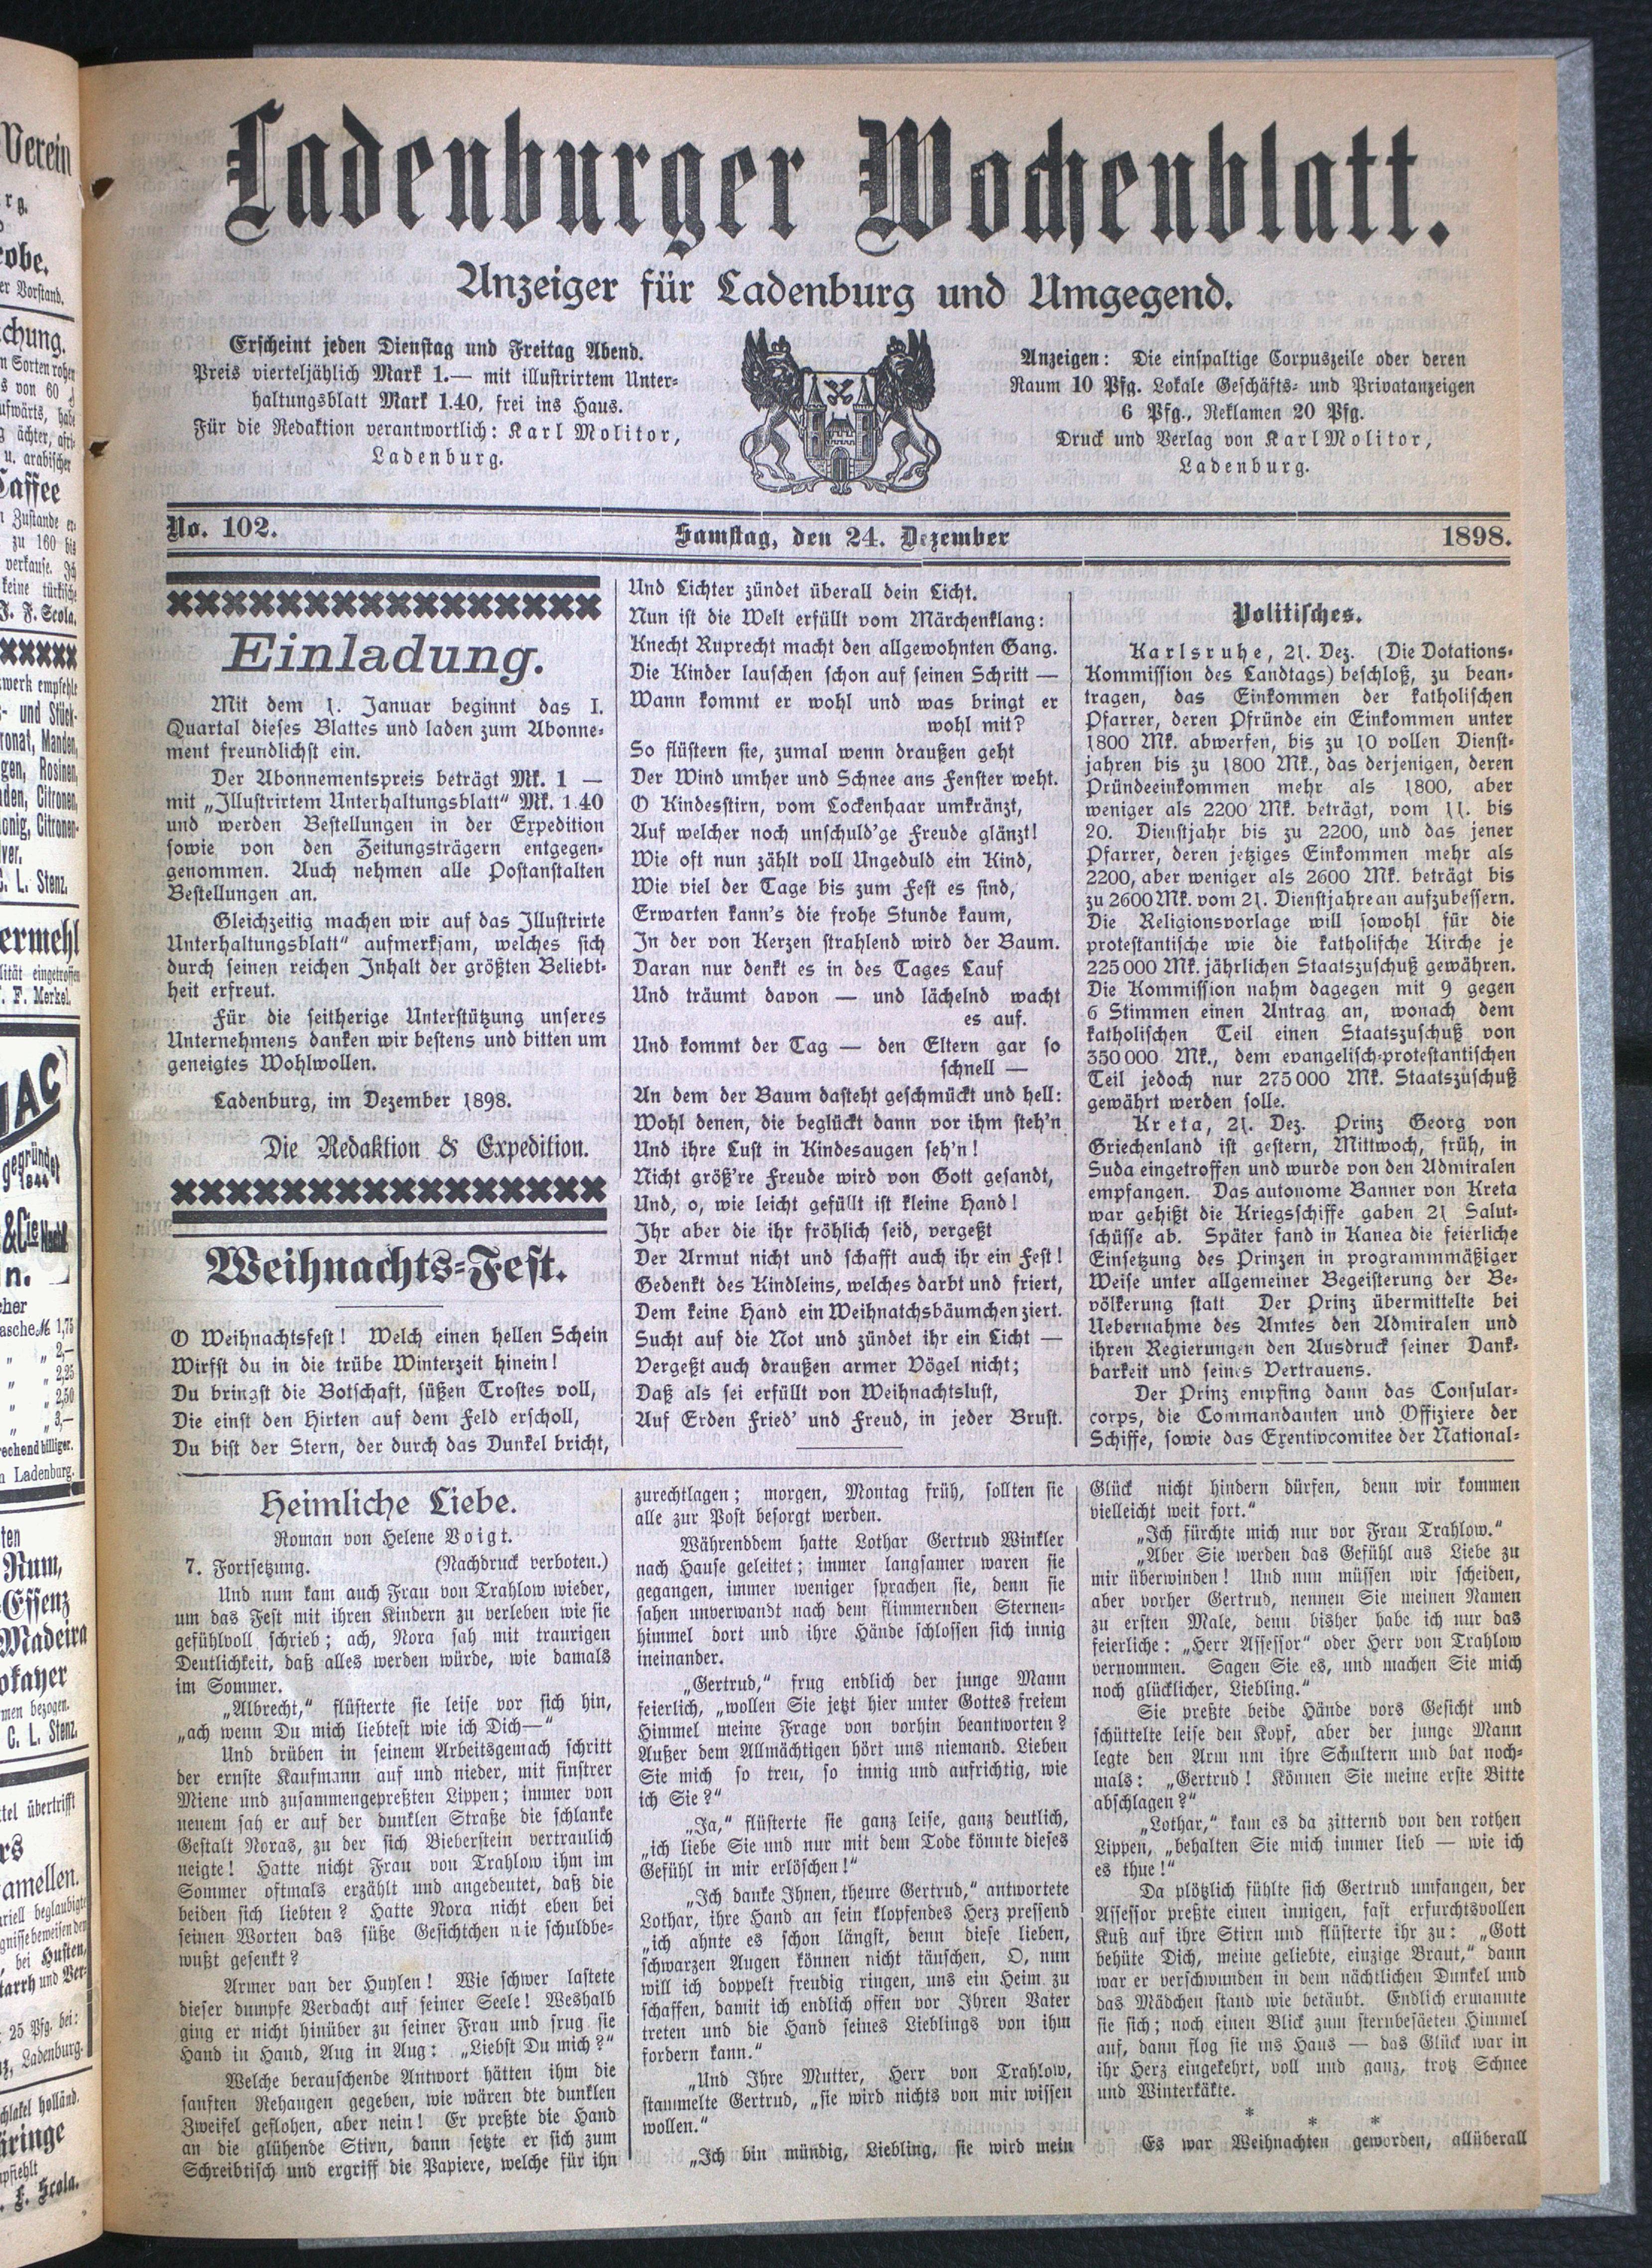 Ladenburger Wochenblatt.
Anzeiger für Ladenburg und Umgegend.
Erscheint jeden Dienstag und Freitag Abend.
Preis vierteljählich Mark 1.— mit illustrirtem Unter-
haltungsblatt Mark 1.40, frei ins Haus.
Für die Redaktion verantwortlich: Karl Molitor,
Ladenburg.
Anzeigen: Die einspaltige Corpuszeile oder deren
Raum 10 Pfg. Lokale Geschäfts- und Privatanzeigen
6 Pfg., Reklamen 20 Pfg.
Druck und Verlag von Karl Molitor,
Ladenburg.
No. 102.
Samstag, den 24. Dezember
1898.
Einladung.
Mit dem 1. Januar beginnt das I.
Quartal dieses Blattes und laden zum Abonne-
ment freundlichst ein.
Der Abonnementspreis beträgt Mk. 1 —
mit „Illustrirtem Unterhaltungsblatt“ Mk. 1.40
und werden Bestellungen in der Expedition
sowie von den Zeitungsträgern entgegen-
genommen. Auch nehmen alle Postanstalten
Bestellungen an.
Gleichzeitig machen wir auf das Illustrirte
Unterhaltungsblatt“ aufmerksam, welches sich
durch seinen reichen Inhalt der größten Beliebt-
heit erfreut.
Für die seitherige Unterstützung unseres
Unternehmens danken wir bestens und bitten um
geneigtes Wohlwollen.
Ladenburg, im Dezember 1898.
Die Redaktion & Expedition.
Weihnachts-Fest.
O Weihnachtsfest! Welch einen hellen Schein
Wirfst du in die trübe Winterzeit hinein!
Du bringst die Botschaft, süßen Trostes voll,
Die einst den Hirten auf dem Feld erscholl,
Du bist der Stern, der durch das Dunkel bricht,
Und Lichter zündet überall dein Licht.
Nun ist die Welt erfüllt vom Märchenklang:
Knecht Ruprecht macht den allgewohnten Gang.
Die Kinder lauschen schon auf seinen Schritt —
Wann kommt er wohl und was bringt er
wohl mit?
So flüstern sie, zumal wenn draußen geht
Der Wind umher und Schnee ans Fenster weht.
O Kindesstirn, vom Lockenhaar umkränzt,
Auf welcher noch unschuld'ge Freude glänzt!
Wie oft nun zählt voll Ungeduld ein Kind,
Wie viel der Tage bis zum Fest es sind,
Erwarten kann's die frohe Stunde kaum,
In der von Kerzen strahlend wird der Baum.
Daran nur denkt es in des Tages Lauf
Und träumt davon — und lächelnd wacht
es auf.
Und kommt der Tag — den Eltern gar so
schnell —
An dem der Baum dasteht geschmückt und hell:
Wohl denen, die beglückt dann vor ihm steh'n
Und ihre Lust in Kindesaugen seh'n!
Nicht größ're Freude wird von Gott gesandt,
Und, o, wie leicht gefüllt ist kleine Hand!
Ihr aber die ihr fröhlich seid, vergeßt
Der Armut nicht und schafft auch ihr ein Fest!
Gedenkt des Kindleins, welches darbt und friert,
Dem keine Hand ein Weihnatchsbäumchen ziert.
Sucht auf die Not und zündet ihr ein Licht —
Vergeßt auch draußen armer Vögel nicht;
Daß als sei erfüllt von Weihnachtslust,
Auf Erden Fried' und Freud, in jeder Brust.
Politisches.
Karlsruhe, 21. Dez. (Die Dotations-
Kommission des Landtags) beschloß, zu bean-
tragen, das Einkommen der katholischen
Pfarrer, deren Pfründe ein Einkommen unter
1800 Mk. abwerfen, bis zu 10 vollen Dienst-
jahren bis zu 1800 Mk., das derjenigen, deren
Pründeeinkommen mehr als 1800, aber
weniger als 2200 Mk. beträgt, vom 11. bis
20. Dienstjahr bis zu 2200, und das jener
Pfarrer, deren jetziges Einkommen mehr als
2200, aber weniger als 2600 Mk. beträgt bis
zu 2600 Mk. vom 21. Dienstjahre an aufzubessern.
Die Religionsvorlage will sowohl für die
protestantische wie die katholische Kirche je
225 000 Mk. jährlichen Staatszuschuß gewähren.
Die Kommission nahm dagegen mit 9 gegen
6 Stimmen einen Antrag an, wonach dem
katholischen Teil einen Staatszuschuß von
350 000 Mk., dem evangelisch-protestantischen
Teil jedoch nur 275 000 Mk. Staatszuschuß
gewährt werden solle.
Kreta, 21. Dez. Prinz Georg von
Griechenland ist gestern, Mittwoch, früh, in
Suda eingetroffen und wurde von den Admiralen
empfangen. Das autonome Banner von Kreta
war gehißt die Kriegsschiffe gaben 21 Salut-
schüsse ab. Später fand in Kanea die feierliche
Einsetzung des Prinzen in programmmäßiger
Weise unter allgemeiner Begeisterung der Be-
völkerung statt Der Prinz übermittelte bei
Uebernahme des Amtes den Admiralen und
ihren Regierungen den Ausdruck seiner Dank-
barkeit und seines Vertrauens.
Der Prinz empfing dann das Consular-
corps, die Commandanten und Offiziere der
Schiffe, sowie das Exentivcomitee der National-
Heimliche Liebe.
Roman von Helene Voigt.
7. Fortsetzung. (Nachdruck verboten.)
Und nun kam auch Frau von Trahlow wieder,
um das Fest mit ihren Kindern zu verleben wie sie
gefühlvoll schrieb; ach, Nora sah mit traurigen
Deutlichkeit, daß alles werden würde, wie damals
im Sommer.
„Albrecht,“ flüsterte sie leise vor sich hin,
„ach wenn Du mich liebtest wie ich Dich—“
Und drüben in seinem Arbeitsgemach schritt
der ernste Kaufmann auf und nieder, mit finstrer
Miene und zusammengepreßten Lippen; immer von
neuem sah er auf der dunklen Straße die schlanke
Gestalt Noras, zu der sich Bieberstein vertraulich
neigte! Hatte nicht Frau von Trahlow ihm im
Sommer oftmals erzählt und angedeutet, daß die
beiden sich liebten? Hatte Nora nicht eben bei
seinen Worten das süße Gesichtchen wie schuldbe-
wußt gesenkt?
Armer van der Huhlen! Wie schwer lastete
dieser dumpfe Verdacht auf seiner Seele! Weshalb
ging er nicht hinüber zu seiner Frau und frug sie
Hand in Hand, Aug in Aug: „Liebst Du mich?“
Welche berauschende Antwort hätten ihm die
sanften Rehaugen gegeben, wie wären dte dunklen
Zweifel geflohen, aber nein! Er preßte die Hand
an die glühende Stirn, dann setzte er sich zum
Schreibtisch und ergriff die Papiere, welche für ihn
zurechtlagen; morgen, Montag früh, sollten sie
alle zur Post besorgt werden.
Währenddem hatte Lothar Gertrud Winkler
nach Hause geleitet; immer langsamer waren sie
gegangen, immer weniger sprachen sie, denn sie
sahen unverwandt nach dem flimmernden Sternen-
himmel dort und ihre Hände schlossen sich innig
ineinander.
„Gertrud,“ frug endlich der junge Mann
feierlich, „wollen Sie jetzt hier unter Gottes freiem
Himmel meine Frage von vorhin beantworten?
Außer dem Allmächtigen hört uns niemand. Lieben
Sie mich so treu, so innig und aufrichtig, wie
ich Sie?“
„Ja,“ flüsterte sie ganz leise, ganz deutlich,
„ich liebe Sie und nur mit dem Tode könnte dieses
Gefühl in mir erlöschen!“
„Ich danke Ihnen, theure Gertrud,“ antwortete
Lothar, ihre Hand an sein klopfendes Herz pressend
„ich ahnte es schon längst, denn diese lieben,
schwarzen Augen können nicht täuschen, O, nun
will ich doppelt freudig ringen, uns ein Heim zu
schaffen, damit ich endlich offen vor Ihren Vater
treten und die Hand seines Lieblings von ihm
fordern kann.“
„Und Ihre Mutter, Herr von Trahlow,
stammelte Gertrud, „sie wird nichts von mir wissen
wollen.“
„Ich bin mündig, Liebling, sie wird mein
Glück nicht hindern dürfen, denn wir kommen
vielleicht weit fort.“
„Ich fürchte mich nur vor Frau Trahlow.“
„Aber Sie werden das Gefühl aus Liebe zu
mir überwinden! Und nun müssen wir scheiden,
aber vorher Gertrud, nennen Sie meinen Namen
zu ersten Male, denn bisher habe ich nur das
feierliche: „Herr Assessor“ oder Herr von Trahlow
vernommen. Sagen Sie es, und machen Sie mich
noch glücklicher, Liebling.“
Sie preßte beide Hände vors Gesicht und
schüttelte leise den Kopf, aber der junge Mann
legte den Arm um ihre Schultern und bat noch-
mals: „Gertrud! Können Sie meine erste Bitte
abschlagen?“
„Lothar,“ kam es da zitternd von den rothen
Lippen, „behalten Sie mich immer lieb — wie ich
es thue!“
Da plötzlich fühlte sich Gertrud umfangen, der
Assessor preßte einen innigen, fast erfurchtsvollen
Kuß auf ihre Stirn und flüsterte ihr zu: „Gott
behüte Dich, meine geliebte, einzige Braut,“ dann
war er verschwunden in dem nächtlichen Dunkel und
das Mädchen stand wie betäubt. Endlich ermannte
sie sich; noch einen Blick zum sternbesäeten Himmel
auf, dann flog sie ins Haus — das Glück war in
ihr Herz eingekehrt, voll und ganz, trotz Schnee
und Winterkäkte.
* * *
Es war Weihnachten geworden, allüberall